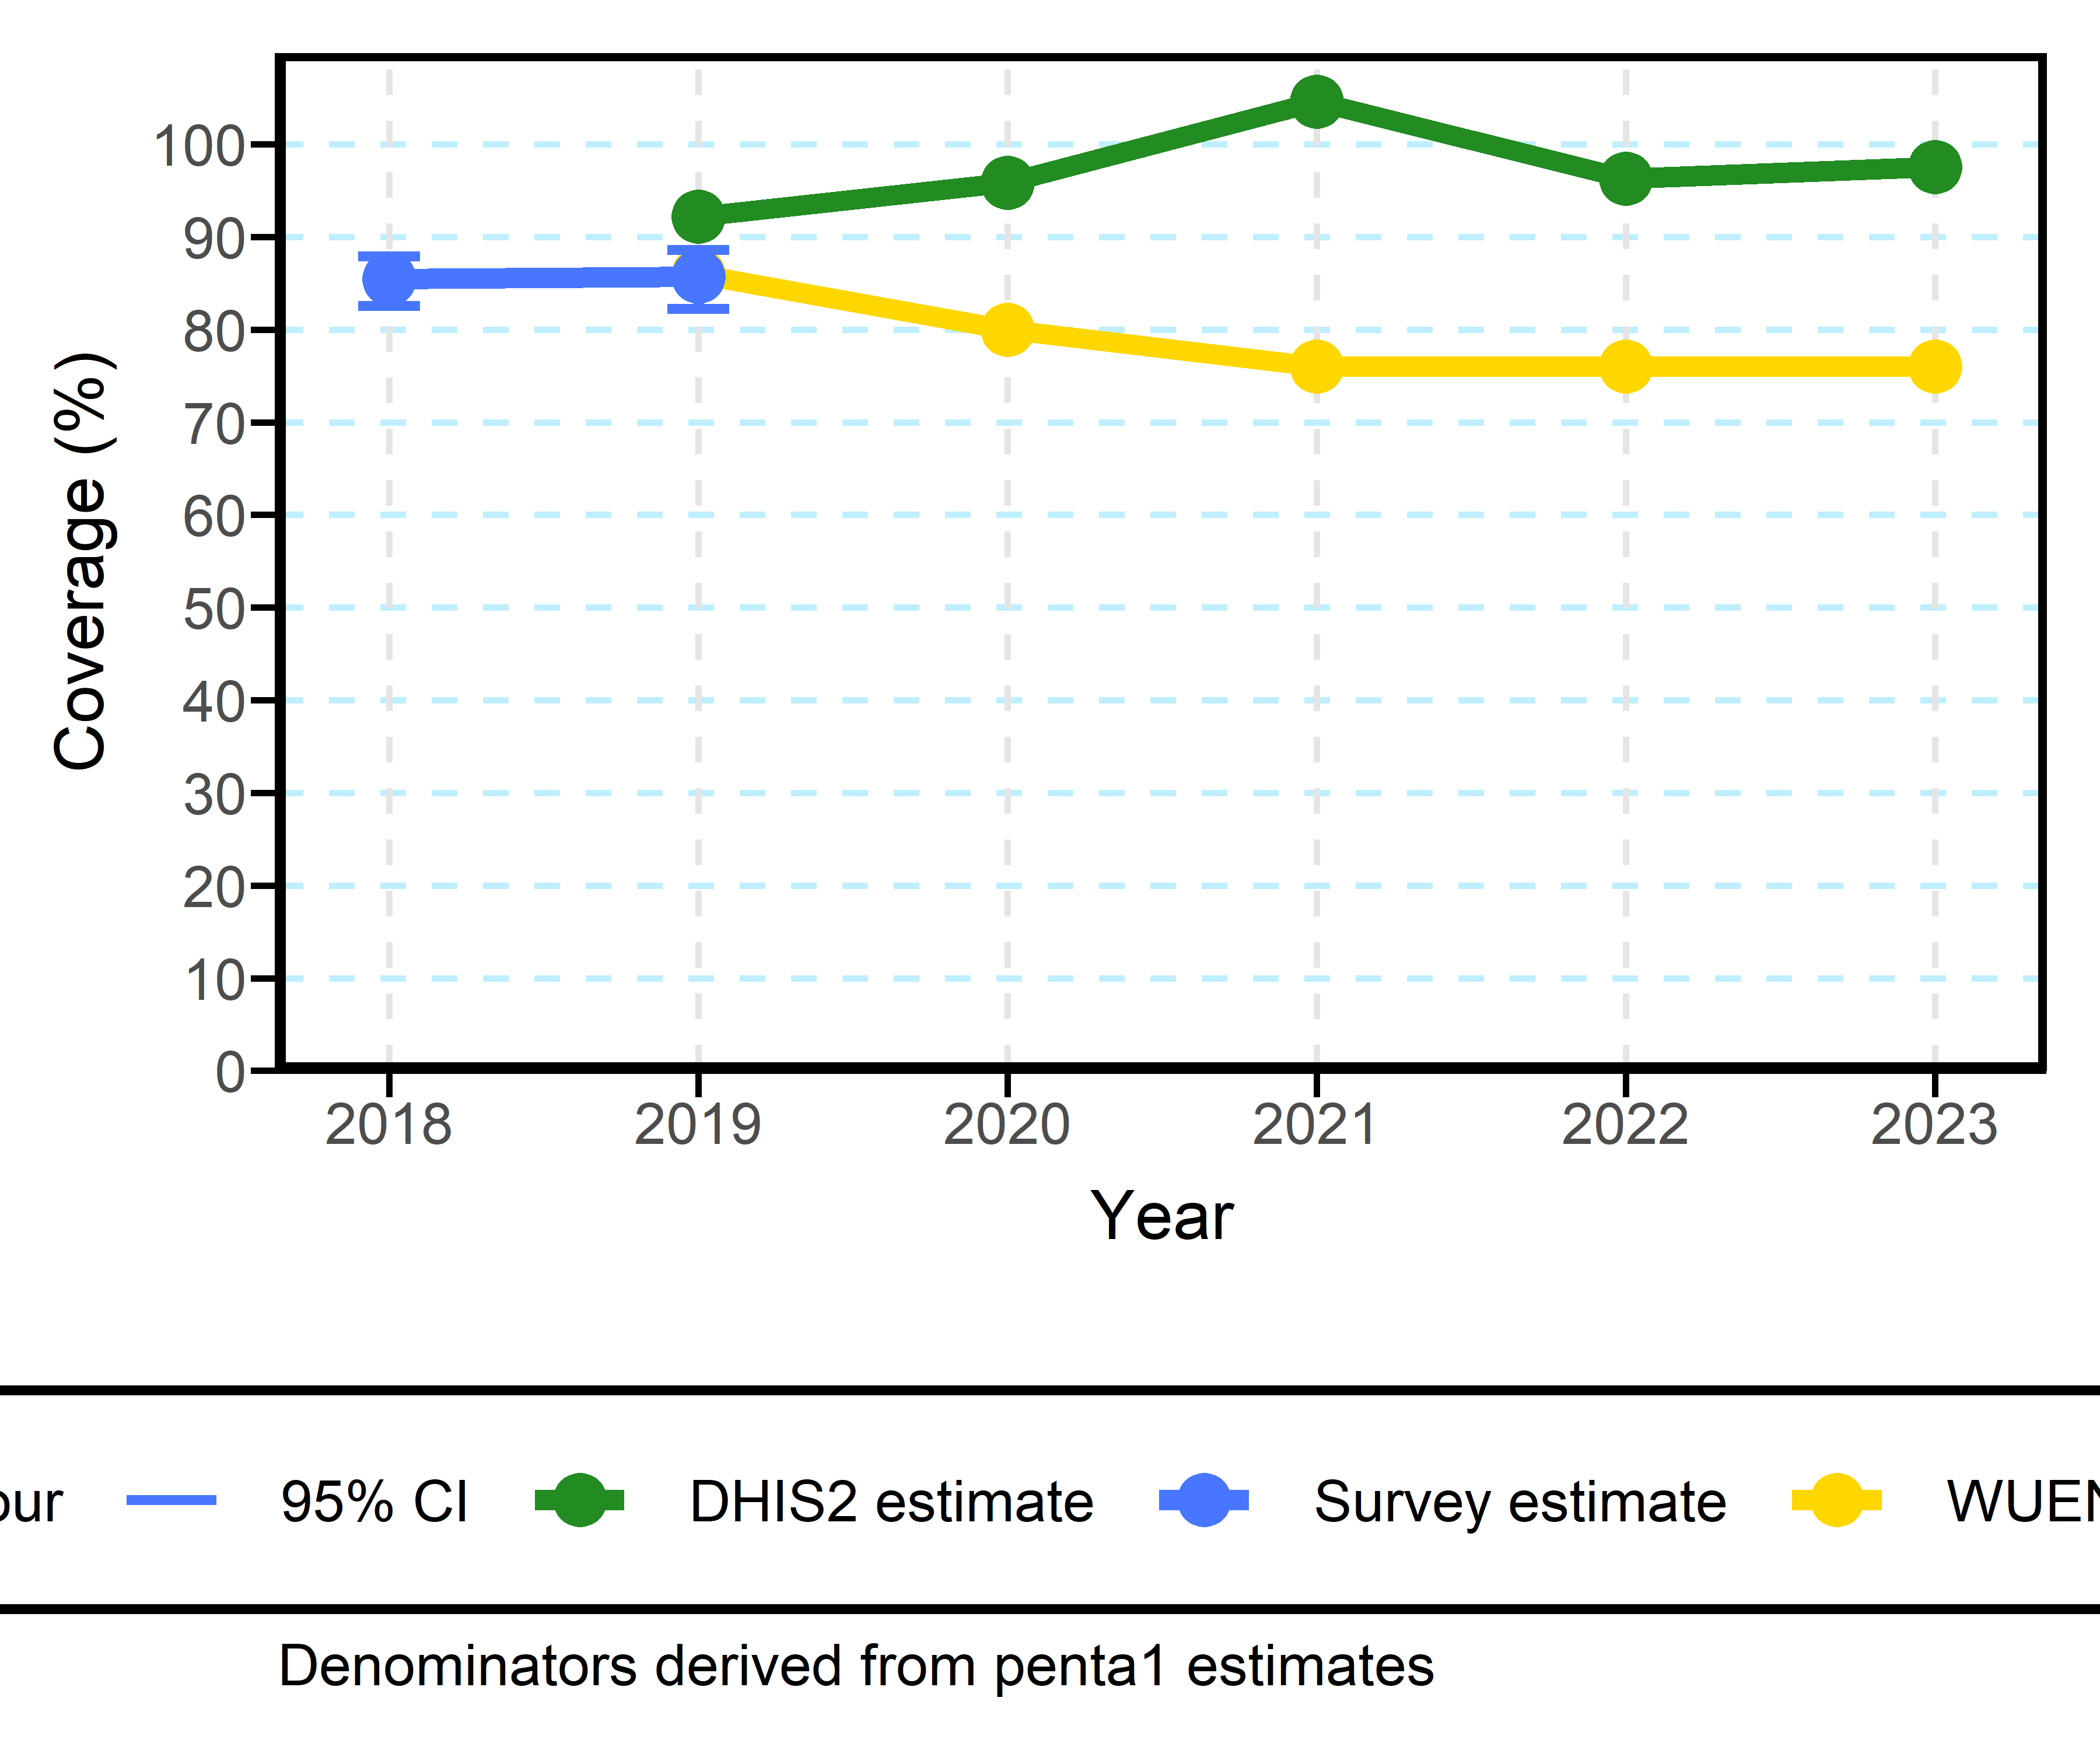 Coverage (%)
100
90
80
70
60
50
40
30
20
10
0
2018 2019 2020 2021 2022 2023
Year
95% CI DHIS2 estimate Survey estimate
Denominators derived from penta1 estimates